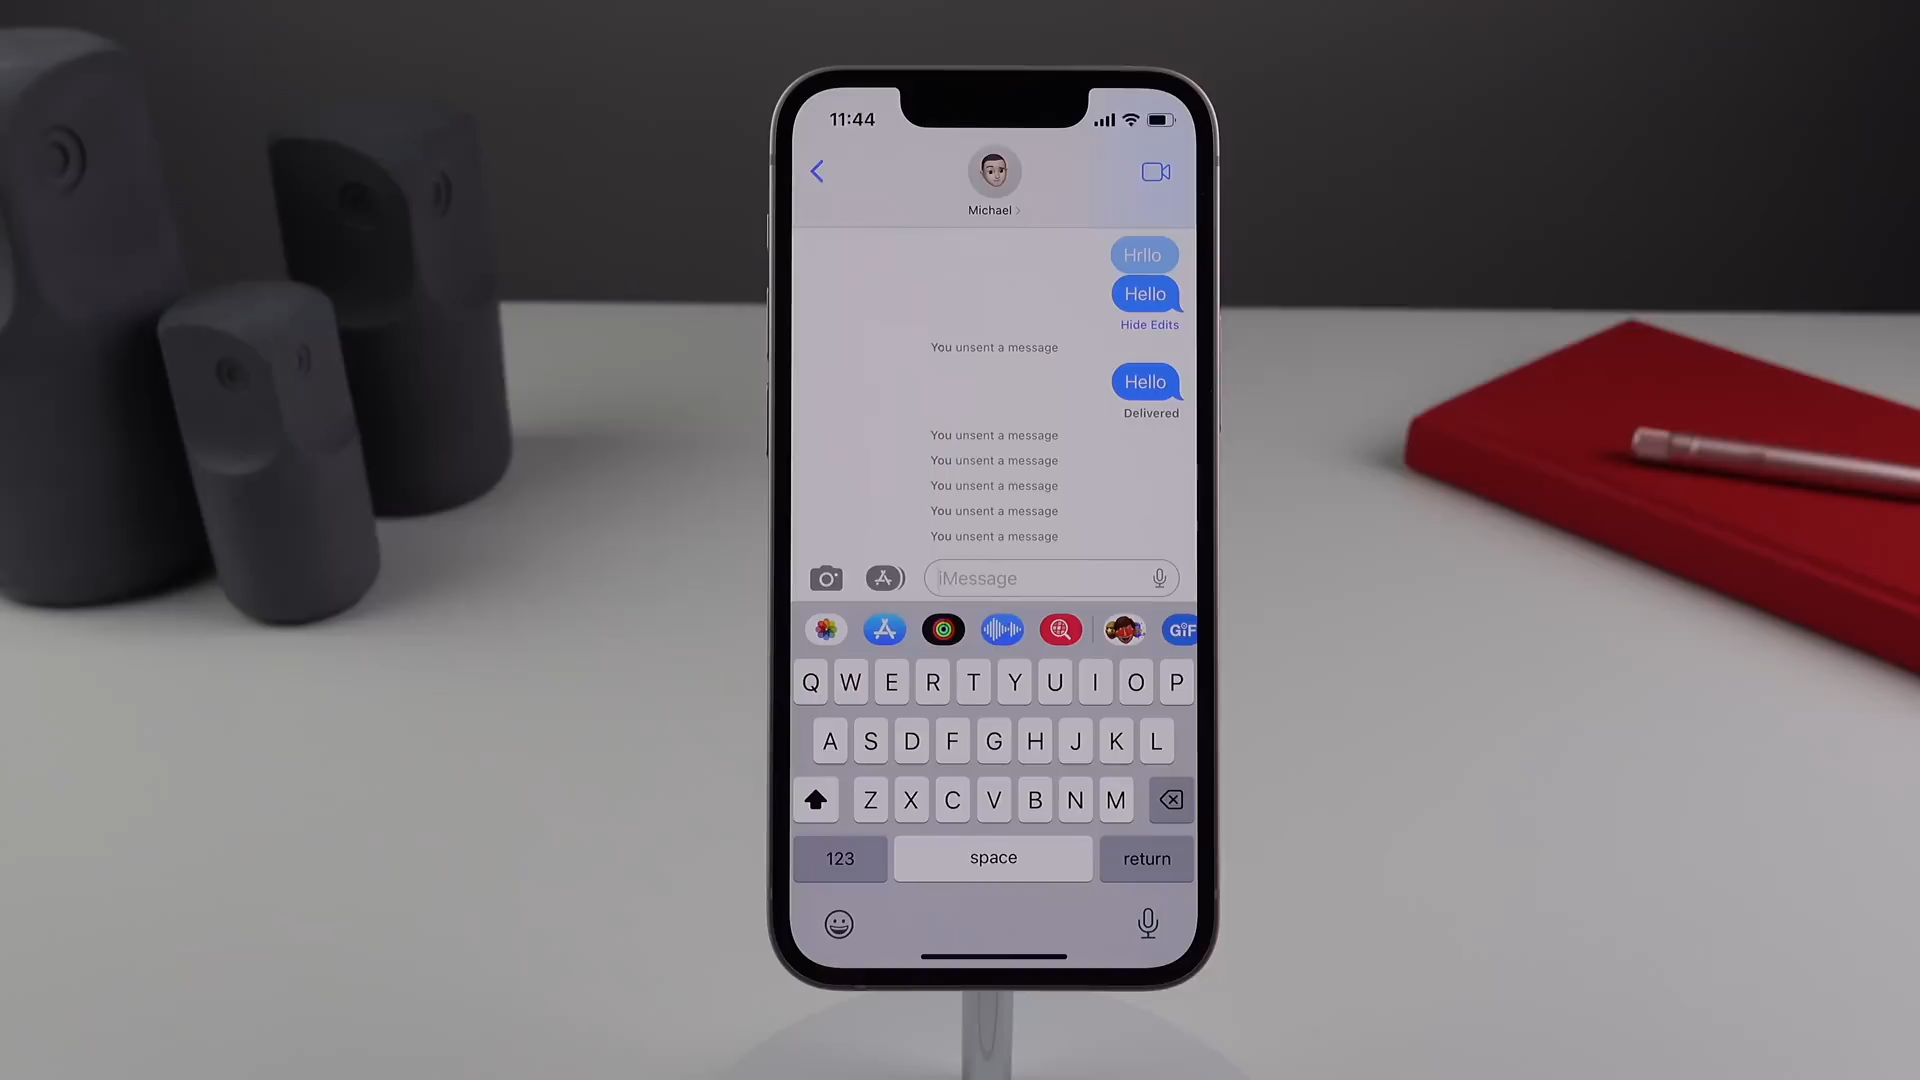 11:44
Michael
Hrllo
Hello
Hide Edits
You unsent a message
Hello
Delivered
You unsent a message
You unsent a message
You unsent a message
You unsent a message
You unsent a message
iMessage
GIF
Q W E R T Y U I O P
A S D F G H J K L
Z X C V B N M
123 space return